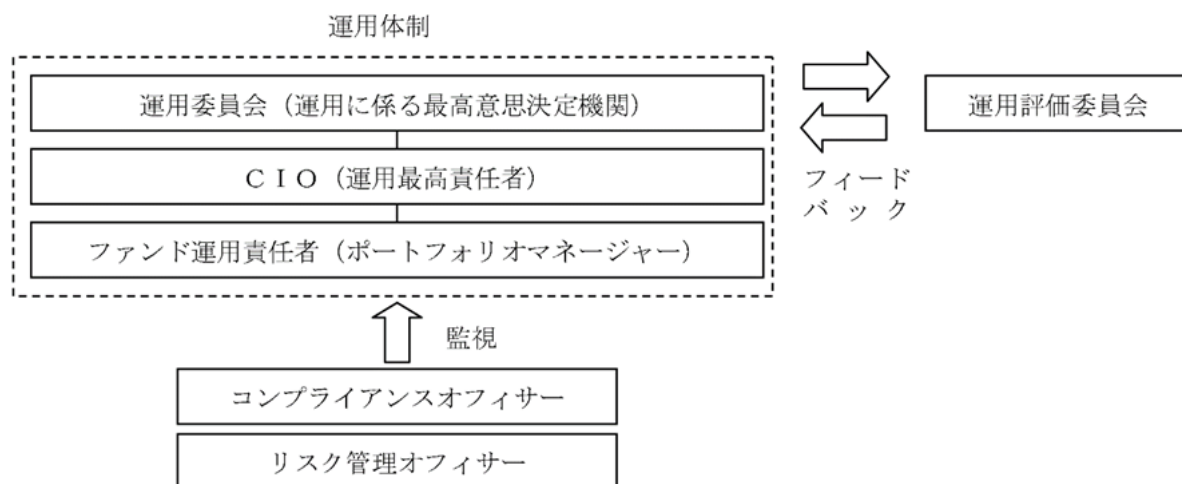 運用体制
運用委員会（運用に係る最高意思決定機関）
運用評価委員会
ＣＩＯ（運用最高責任者）
フィード
バック
ファンド運用責任者（ポートフォリオマネージャー）
監視
コンプライアンスオフィサー
リスク管理オフィサー